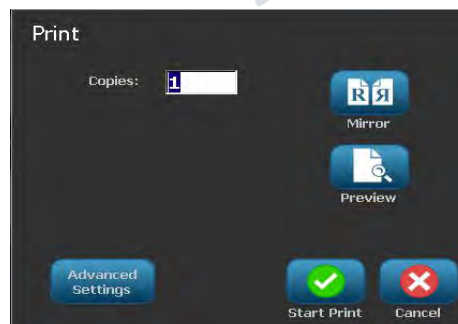 Print
Copies: 1
R Я
Mirror
Preview
Advanced
Settings
Start Print Cancel